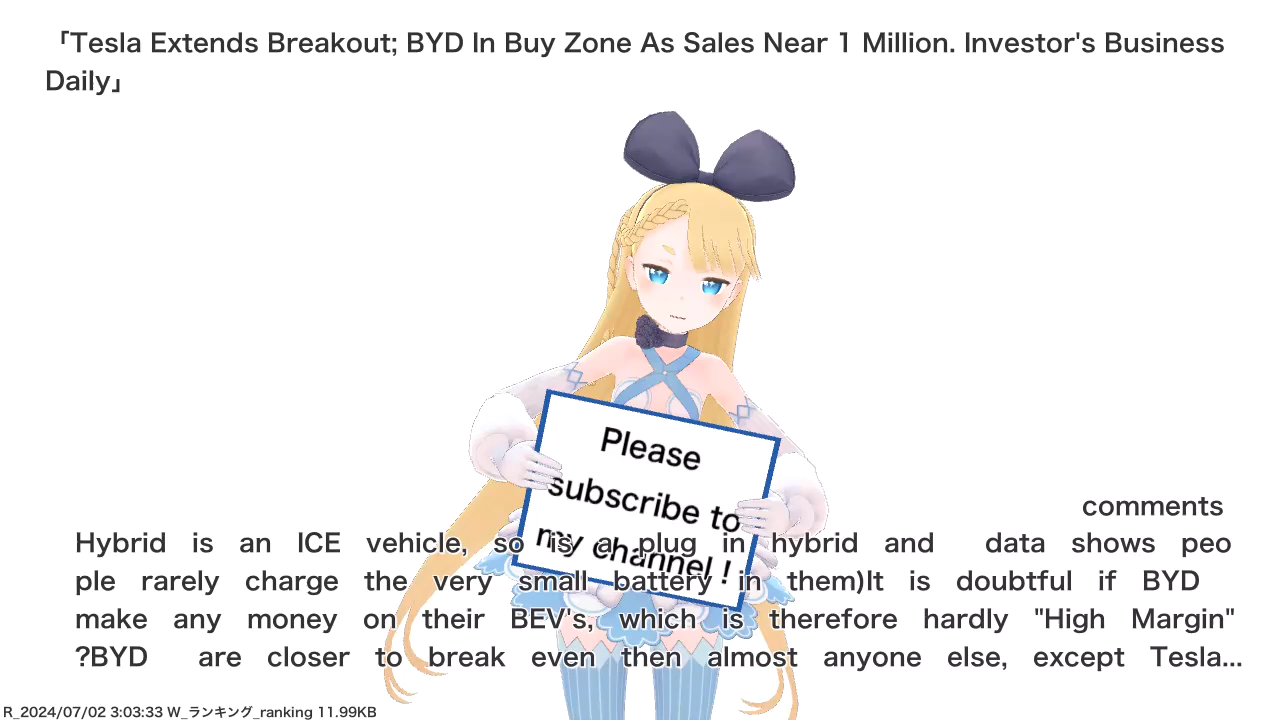 「Tesla Extends Breakout; BYD In Buy Zone As Sales Near 1 Million. Investor's Business
Daily」
Please
subscribe to
my channel !
comments
Hybrid is an ICE vehicle, so is a plug in hybrid and data shows peo
ple rarely charge the very small battery in them)It is doubtful if BYD
make any money on their BEV's, which is therefore hardly "High Margin"
?BYD are closer to break even then almost anyone else, except Tesla...
R_2024/07/02 3:03:33 W_ランキング_ranking 11.99KB